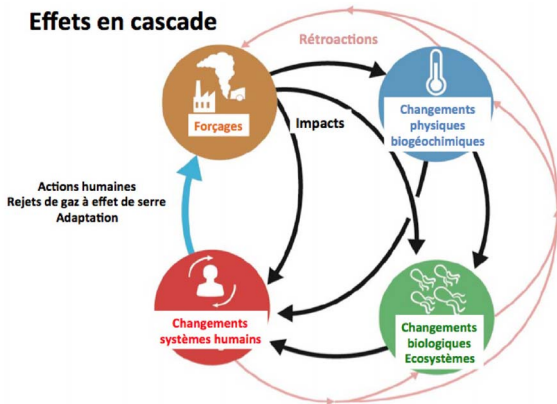 Effets en cascade
Rétroactions
Forçages
Impacts
Changements
physiques
biogéochimiques
Actions humaines
Rejets de gaz à effet de serre
Adaptation
Changements
systèmes humains
Changements
biologiques
Ecosystèmes